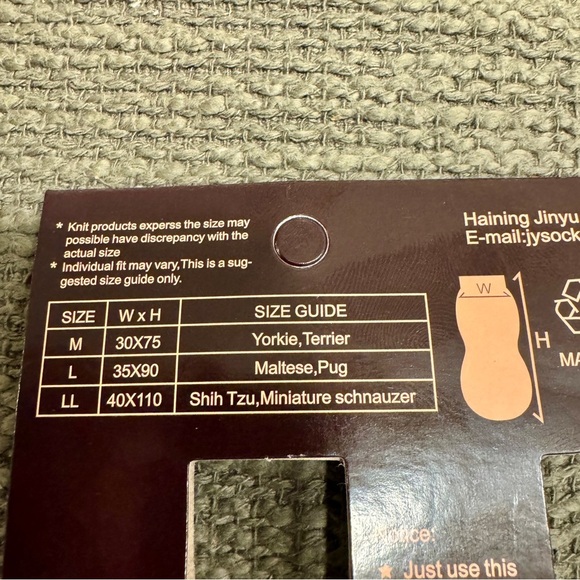 * Knit products experss the size may
possible have discrepancy with the
actual size
* Individual fit may vary,This is a sug-
gested size guide only.
SIZE W x H SIZE GUIDE
M 30X75 Yorkie,Terrier
L 35X90 Maltese,Pug
LL 40X110 Shih Tzu,Miniature schnauzer
Haining Jinyu
E-mail:jysock
W
H
MA
Notice:
★ Just use this